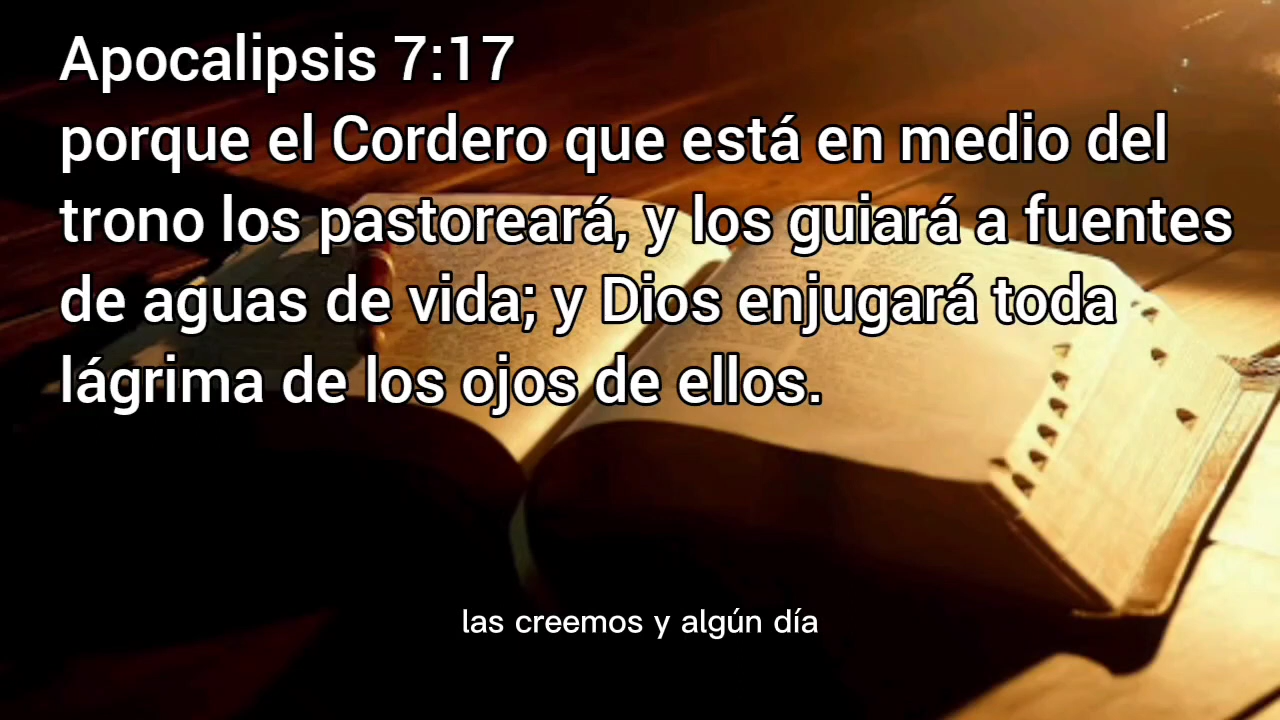 Apocalipsis 7:17
porque el Cordero que está en medio del
trono los pastoreará, y los guiará a fuentes
de aguas de vida; y Dios enjugará toda
lágrima de los ojos de ellos.
las creemos y algún día